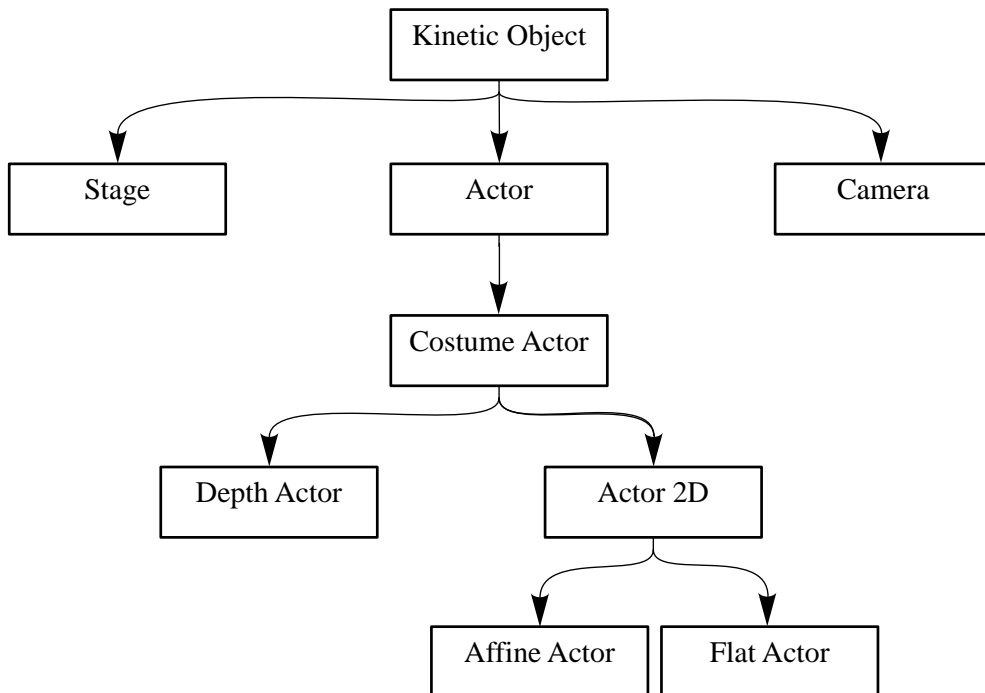 Kinetic Object
Stage
Actor
Camera
Costume Actor
Depth Actor
Actor 2D
Affine Actor
Flat Actor